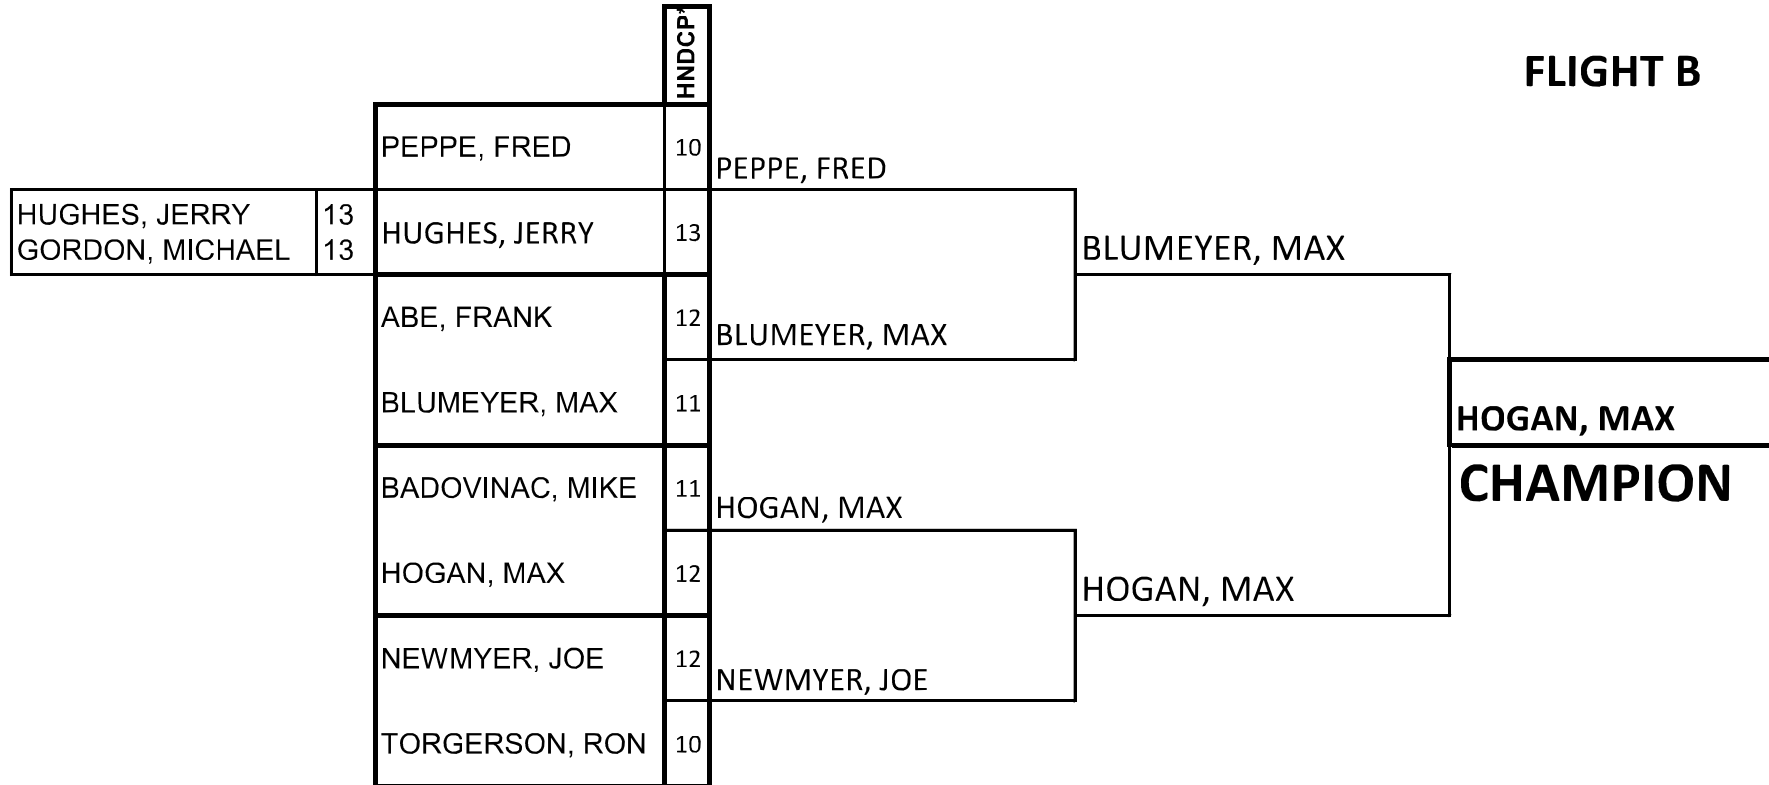 HNDCP*
FLIGHT B
PEPPE, FRED 10
PEPPE, FRED
HUGHES, JERRY 13
GORDON, MICHAEL 13
HUGHES, JERRY 13
BLUMEYER, MAX
ABE, FRANK 12
BLUMEYER, MAX
BLUMEYER, MAX 11
HOGAN, MAX
CHAMPION
BADOVINAC, MIKE 11
HOGAN, MAX
HOGAN, MAX 12
HOGAN, MAX
NEWMYER, JOE 12
NEWMYER, JOE
TORGERSON, RON 10